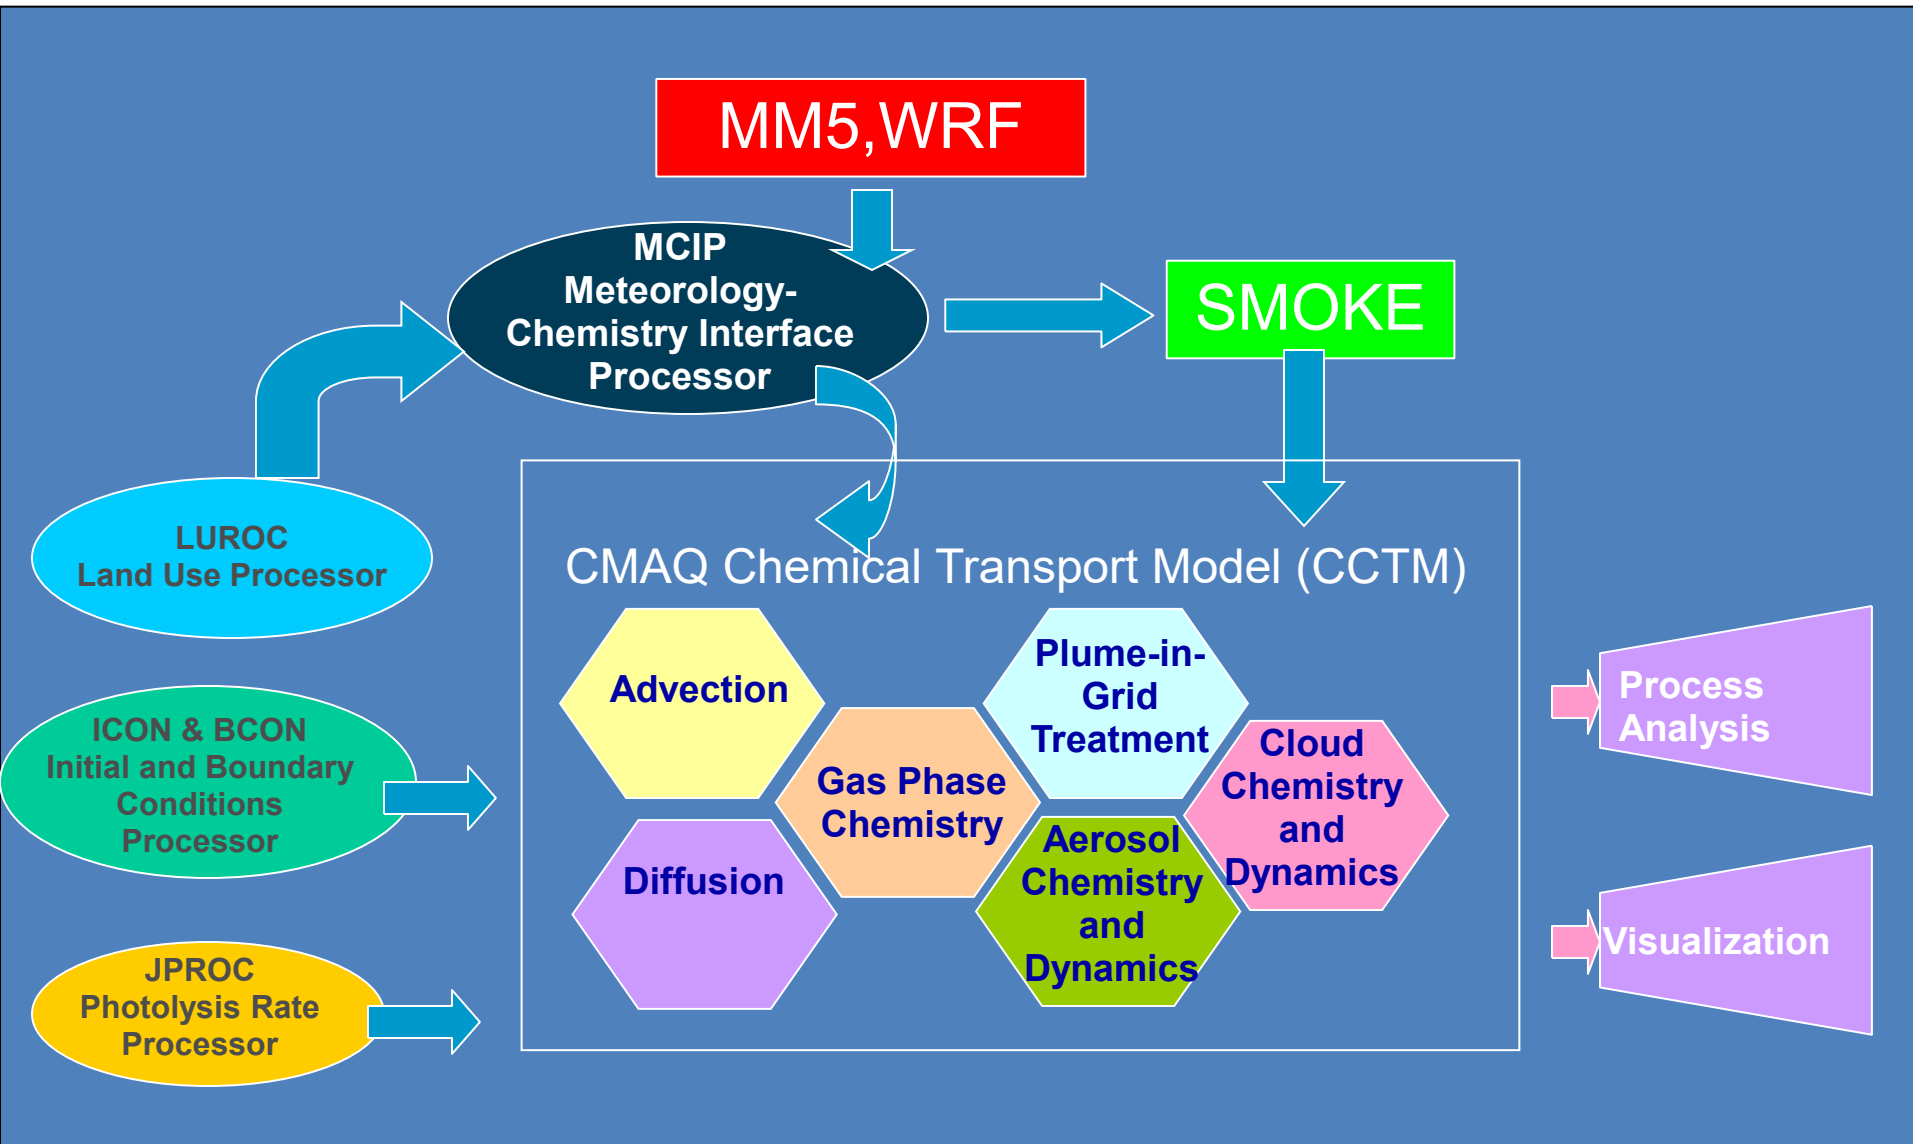 MM5,WRF
MCIP
Meteorology-
Chemistry Interface
Processor
SMOKE
LUROC
Land Use Processor
CMAQ Chemical Transport Model (CCTM)
Advection
Plume-in-
Grid
Treatment
Gas Phase
Chemistry
Cloud
Chemistry
and
Dynamics
Diffusion
Aerosol
Chemistry
and
Dynamics
ICON & BCON
Initial and Boundary
Conditions
Processor
JPROC
Photolysis Rate
Processor
Process
Analysis
Visualization